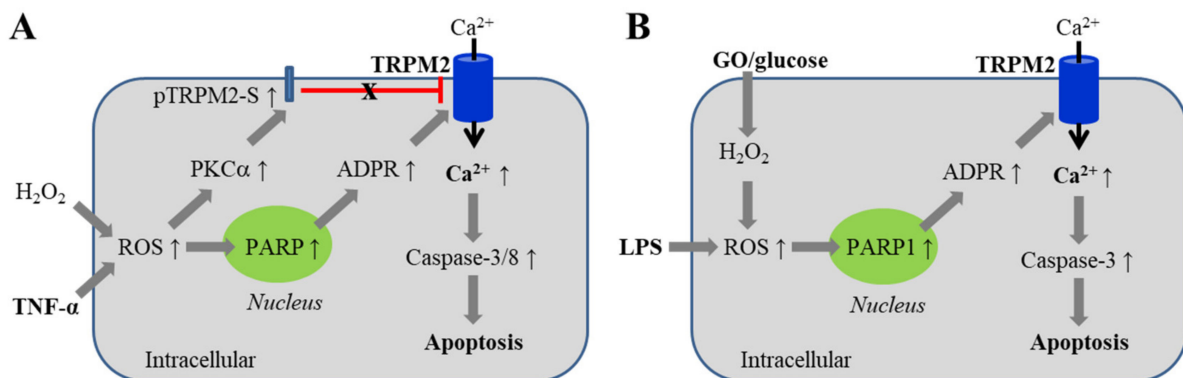 A
Ca²⁺
TRPM2
pTRPM2-S ↑
X
PKCα ↑
ADPR ↑
Ca²⁺ ↑
H₂O₂
ROS ↑
PARP ↑
Caspase-3/8 ↑
TNF-α
Nucleus
Apoptosis
Intracellular
B
Ca²⁺
GO/glucose
TRPM2
H₂O₂
ADPR ↑
Ca²⁺ ↑
LPS
ROS ↑
PARP1 ↑
Caspase-3 ↑
Nucleus
Apoptosis
Intracellular